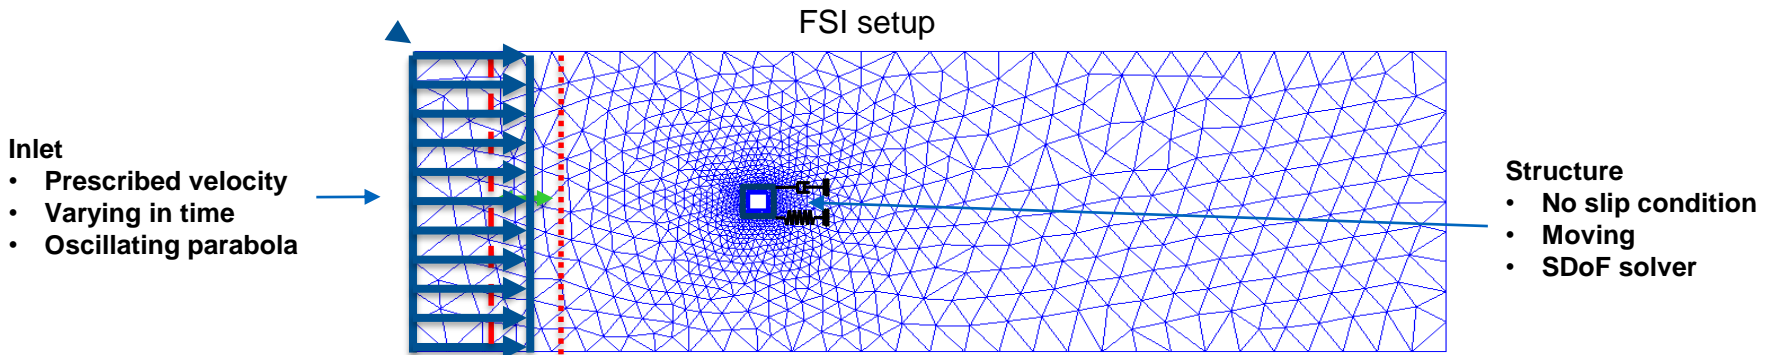 FSI setup
Inlet
• Prescribed velocity
• Varying in time
• Oscillating parabola
Structure
• No slip condition
• Moving
• SDoF solver